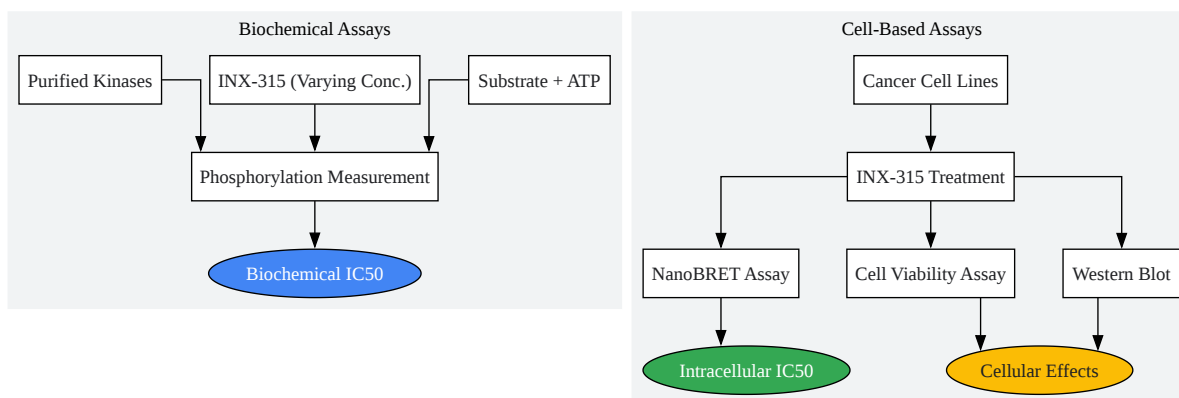 Biochemical Assays
Purified Kinases
INX-315 (Varying Conc.)
Substrate + ATP
Phosphorylation Measurement
Biochemical IC50
Cell-Based Assays
Cancer Cell Lines
INX-315 Treatment
NanoBRET Assay
Cell Viability Assay
Western Blot
Intracellular IC50
Cellular Effects